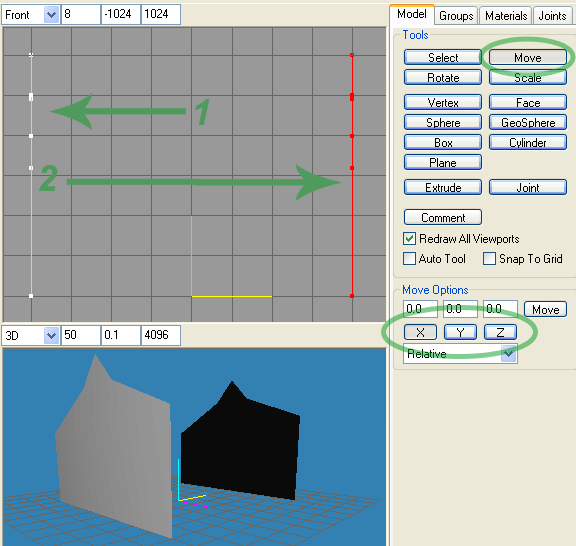 Front 8 -1024 1024
Model Groups Materials Joints
Tools
Select Move
Rotate Scale
Vertex Face
Sphere GeoSphere
Box Cylinder
Plane
Extrude Joint
Comment
Redraw All Viewports
Auto Tool Snap To Grid
Move Options
0.0 0.0 0.0 Move
X Y Z
Relative
1
2
3D 50 0.1 4096